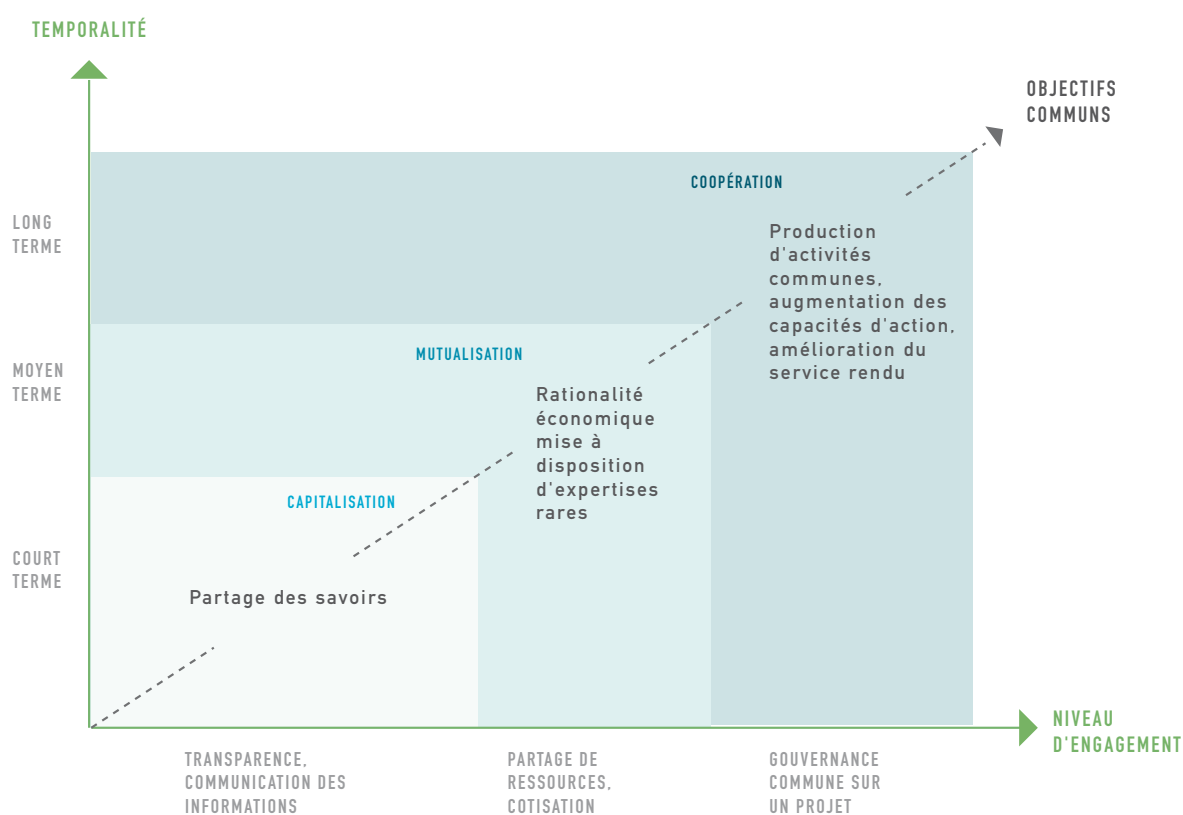 TEMPORALITÉ
OBJECTIFS
COMMUNS
COOPÉRATION
LONG
TERME
Production
d'activités
communes,
augmentation des
capacités d'action,
amélioration du
service rendu
MUTUALISATION
MOYEN
TERME
Rationalité
économique
mise à
disposition
d'expertises
rares
CAPITALISATION
COURT
TERME
Partage des savoirs
NIVEAU
D'ENGAGEMENT
TRANSPARENCE,
COMMUNICATION DES
INFORMATIONS
PARTAGE DE
RESSOURCES,
COTISATION
GOUVERNANCE
COMMUNE SUR
UN PROJET